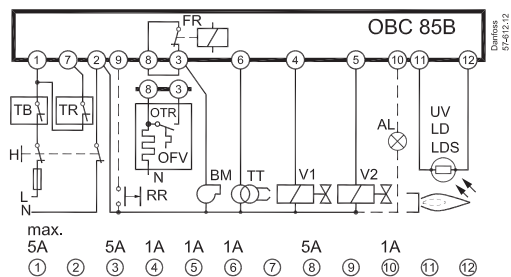 FR
OBC 85B
Danfoss
57-612.12
1 7 2 9 8 3 6 4 5 10 11 12
8 3
TB TR
OTR
OFV
AL
UV
LD
LDS
H
N
BM TT V1 V2
RR
L
N
max.
5A 5A 1A 1A 1A 5A 1A
1 2 3 4 5 6 7 8 9 10 11 12